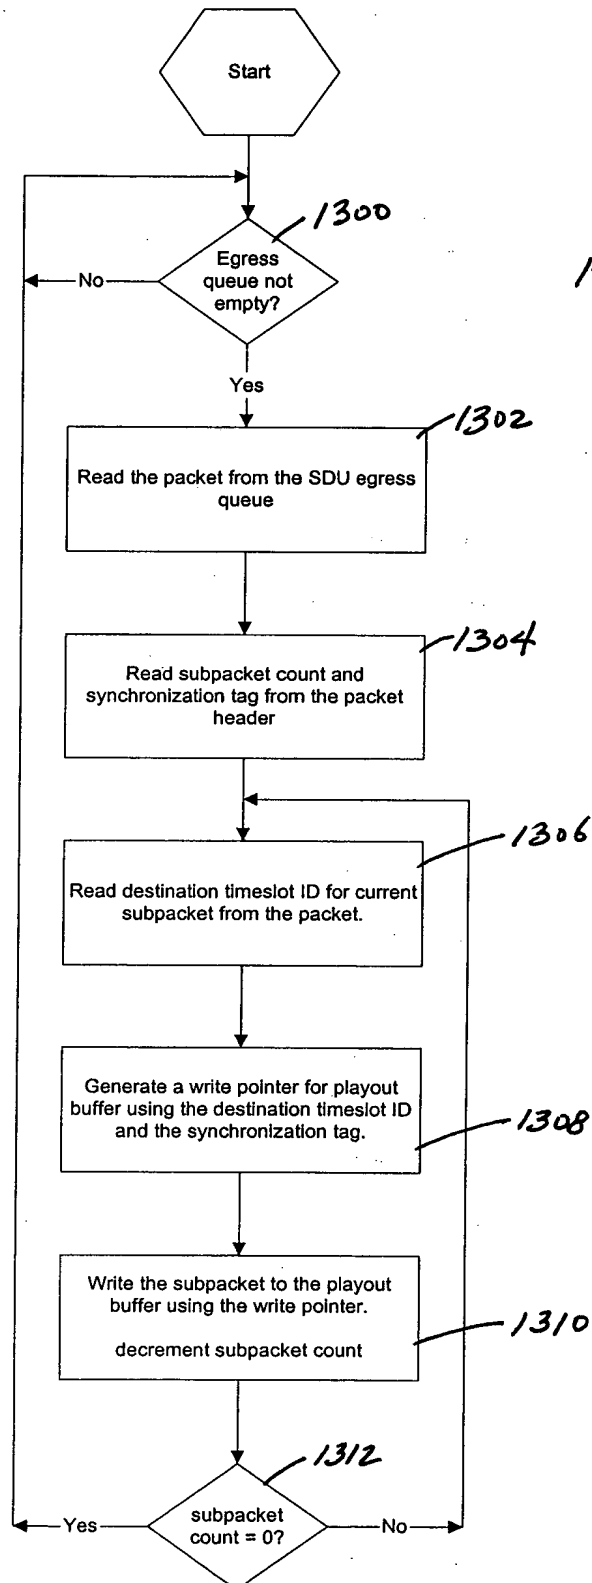 Start
1300
Egress
queue not
empty?
No
Yes
1302
Read the packet from the SDU egress
queue
1304
Read subpacket count and
synchronization tag from the packet
header
1306
Read destination timeslot ID for current
subpacket from the packet.
Generate a write pointer for playout
buffer using the destination timeslot ID
and the synchronization tag.
1308
Write the subpacket to the playout
buffer using the write pointer.
decrement subpacket count
1310
1312
subpacket
count = 0?
Yes
No